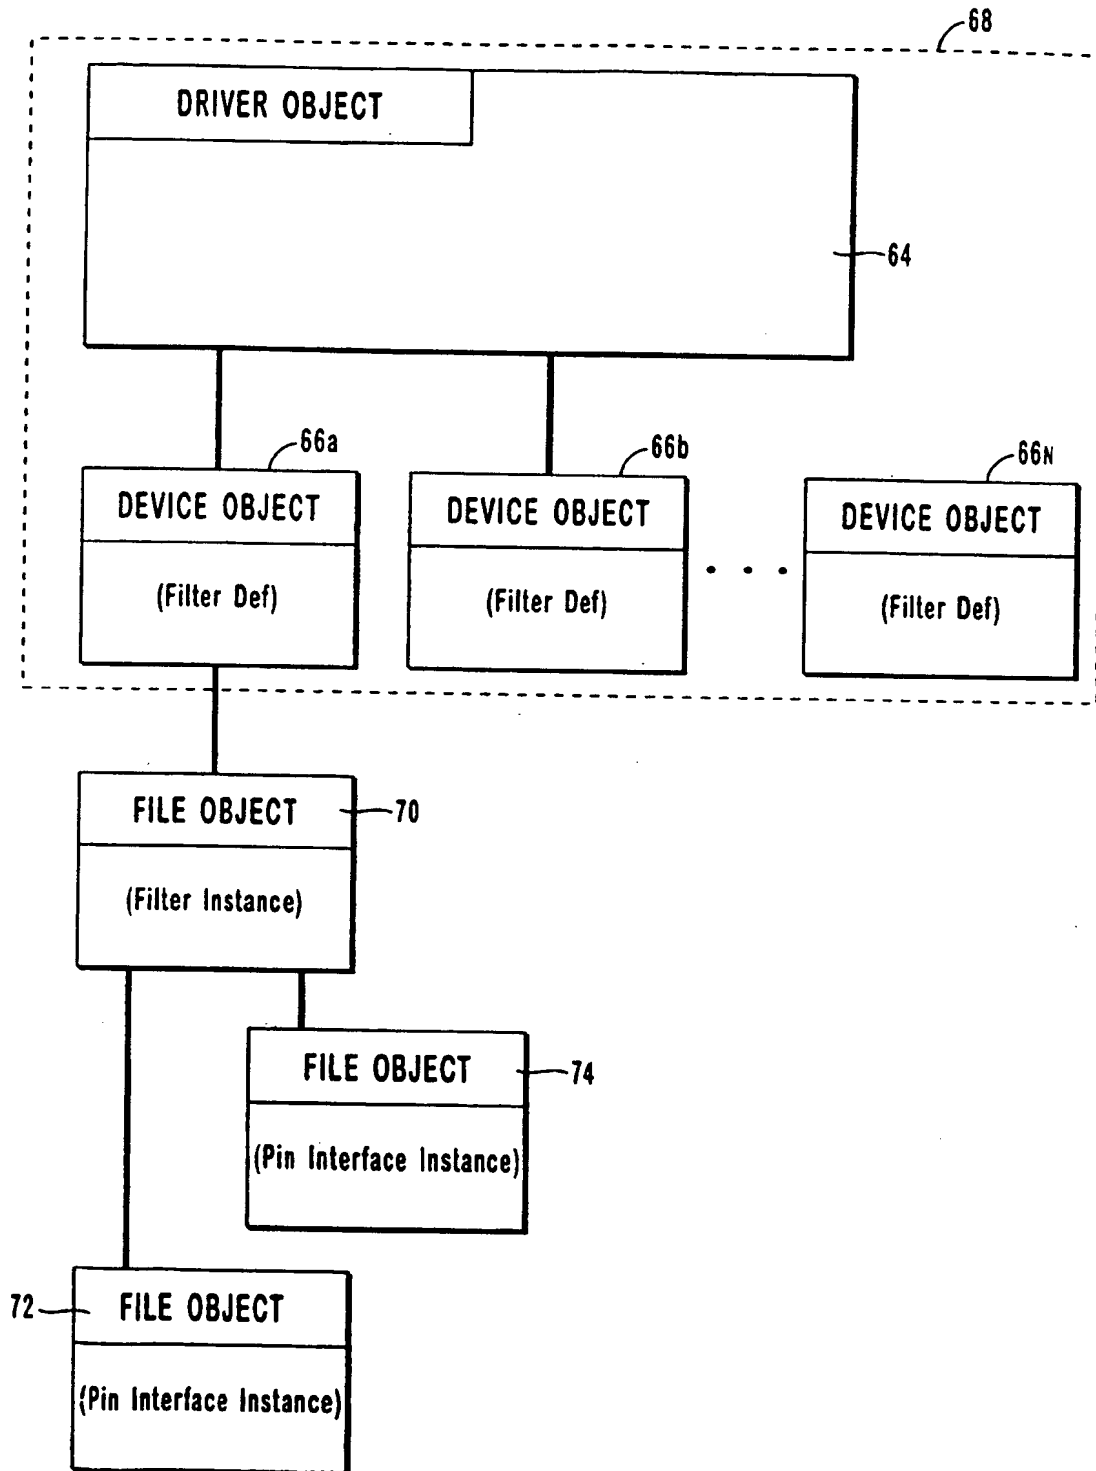 68
DRIVER OBJECT
64
66a
66b
66N
DEVICE OBJECT
(Filter Def)
DEVICE OBJECT
(Filter Def)
. . .
DEVICE OBJECT
(Filter Def)
FILE OBJECT
70
(Filter Instance)
FILE OBJECT
74
(Pin Interface Instance)
72
FILE OBJECT
(Pin Interface Instance)